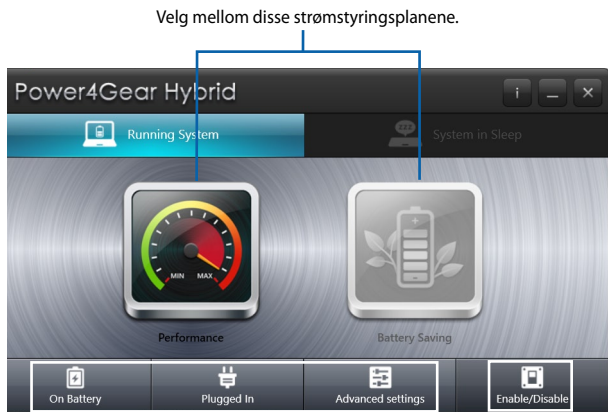 Velg mellom disse strømstyringsplanene.
Power4Gear Hybrid
Running System
zzz
System in Sleep
MIN MAX
Performance
Battery Saving
On Battery
Plugged In
Advanced settings
Enable/Disable